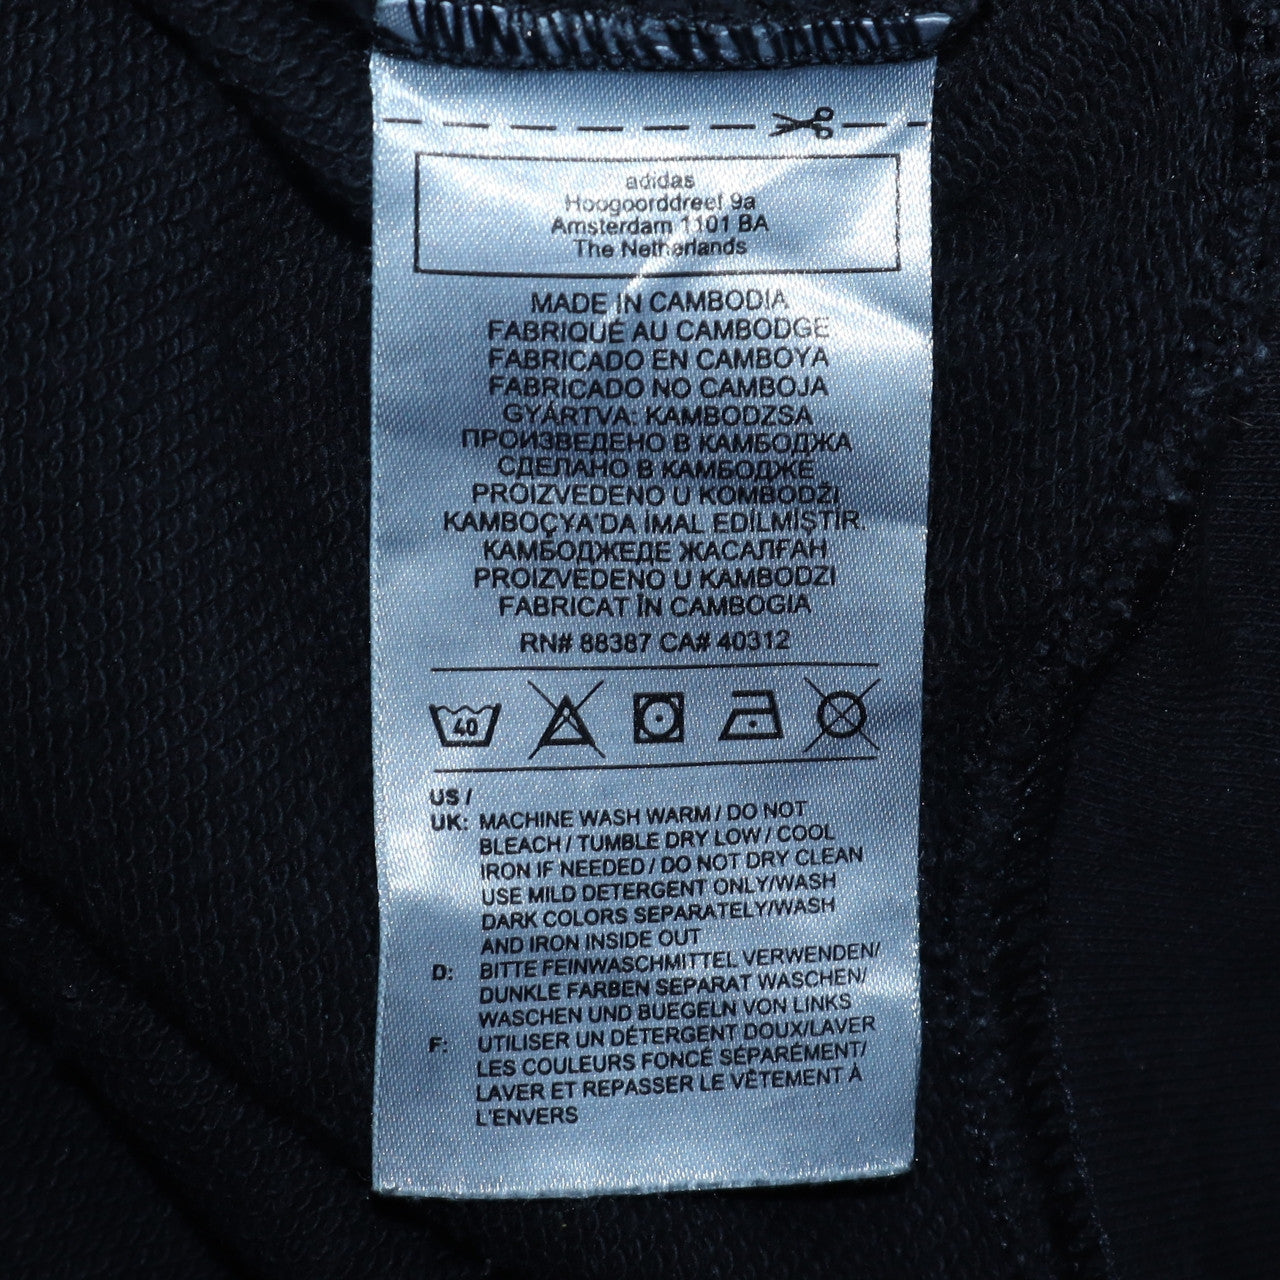 adidas
Hoogoorddreef 9a
Amsterdam 1101 BA
The Netherlands
MADE IN CAMBODIA
FABRIQUÉ AU CAMBODGE
FABRICADO EN CAMBOYA
FABRICADO NO CAMBOJA
GYÁRTVA: KAMBODZSA
ПРОИЗВЕДЕНО В КАМБОДЖА
СДЕЛАНО В КАМБОДЖЕ
PROIZVEDENO U KOMBODŽI
KAMBOÇYA'DA İMAL EDİLMİŞTİR.
КАМБОДЖЕДЕ ЖАСАЛҒАН
PROIZVEDENO U KAMBODZI
FABRICAT ÎN CAMBOGIA
RN# 88387 CA# 40312
40
US /
UK: MACHINE WASH WARM / DO NOT
BLEACH / TUMBLE DRY LOW / COOL
IRON IF NEEDED / DO NOT DRY CLEAN
USE MILD DETERGENT ONLY/WASH
DARK COLORS SEPARATELY/WASH
AND IRON INSIDE OUT
D: BITTE FEINWASCHMITTEL VERWENDEN/
DUNKLE FARBEN SEPARAT WASCHEN/
WASCHEN UND BUEGELN VON LINKS
F: UTILISER UN DÉTERGENT DOUX/LAVER
LES COULEURS FONCÉ SÉPARÉMENT/
LAVER ET REPASSER LE VÊTEMENT À
L'ENVERS